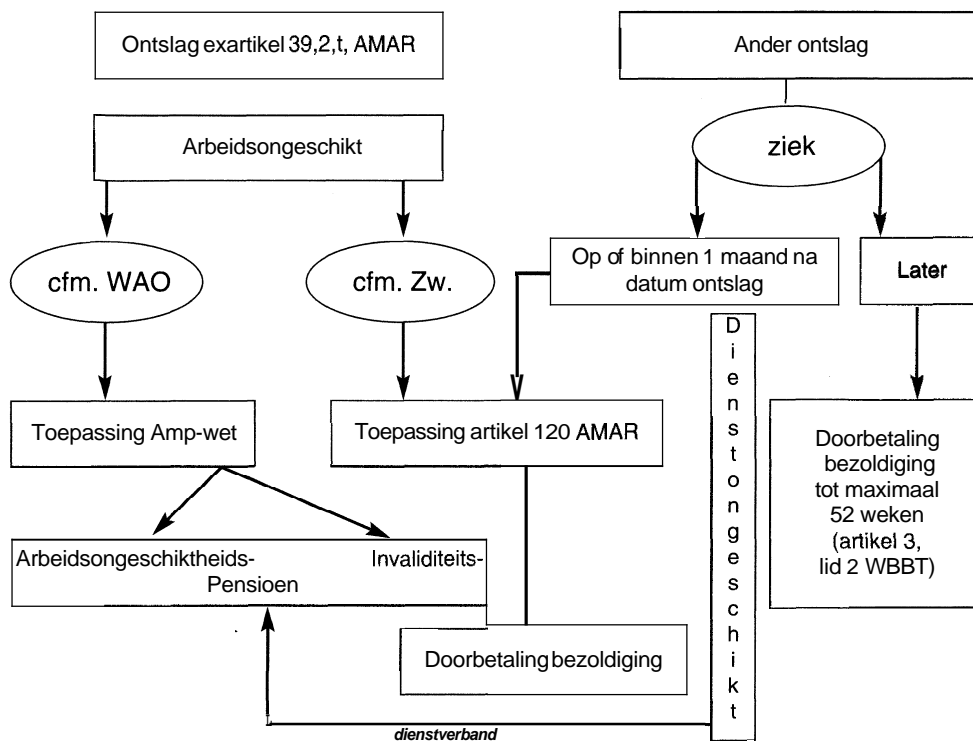 Ontslag exartikel 39,2,t, AMAR
Ander ontslag
Arbeidsongeschikt
ziek
cfm. WAO
cfm. Zw.
Op of binnen 1 maand na
datum ontslag
Later
Dienstongeschikt
Toepassing Amp-wet
Toepassing artikel 120 AMAR
Doorbetaling
bezoldiging
tot maximaal
52 weken
(artikel 3,
lid 2 WBBT)
Arbeidsongeschiktheids- Invaliditeits-
Pensioen
Doorbetaling bezoldiging
dienstverband